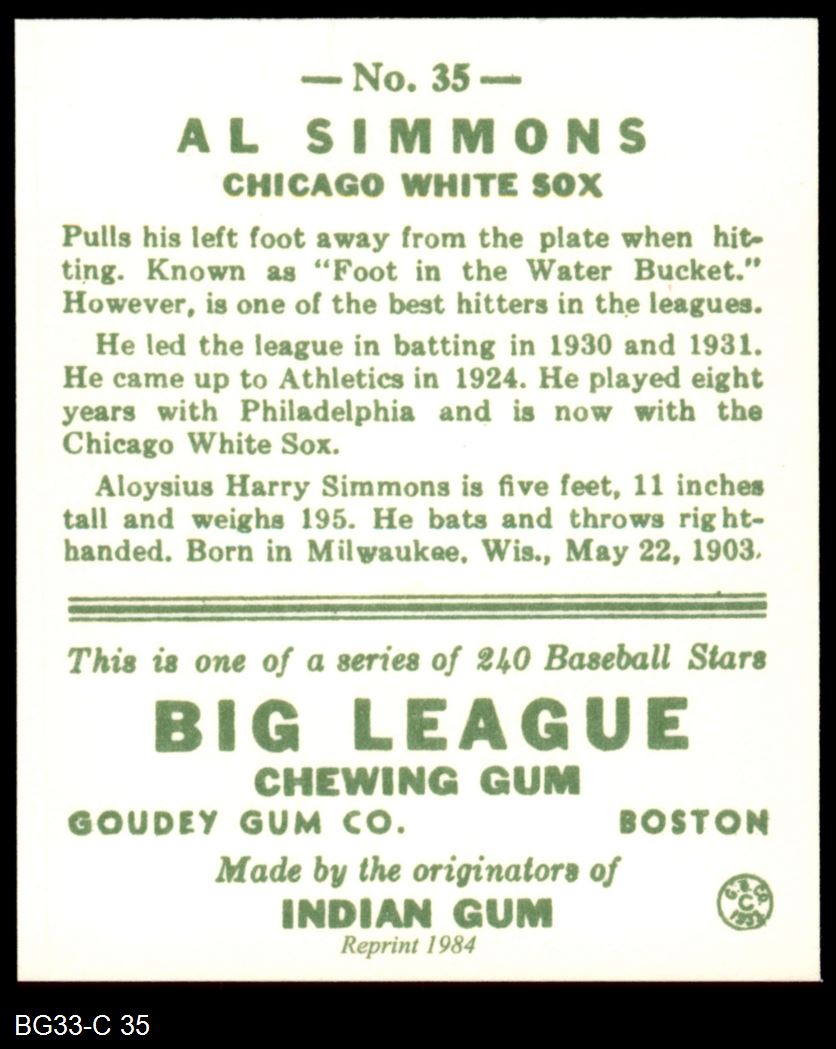 — No. 35 —
AL SIMMONS
CHICAGO WHITE SOX
Pulls his left foot away from the plate when hit-
ting. Known as “Foot in the Water Bucket.”
However, is one of the best hitters in the leagues.
He led the league in batting in 1930 and 1931.
He came up to Athletics in 1924. He played eight
years with Philadelphia and is now with the
Chicago White Sox.
Aloysius Harry Simmons is five feet, 11 inches
tall and weighs 195. He bats and throws right-
handed. Born in Milwaukee, Wis., May 22, 1903.
This is one of a series of 240 Baseball Stars
BIG LEAGUE
CHEWING GUM
GOUDEY GUM CO. BOSTON
Made by the originators of
INDIAN GUM
Reprint 1984
C
BG33-C 35